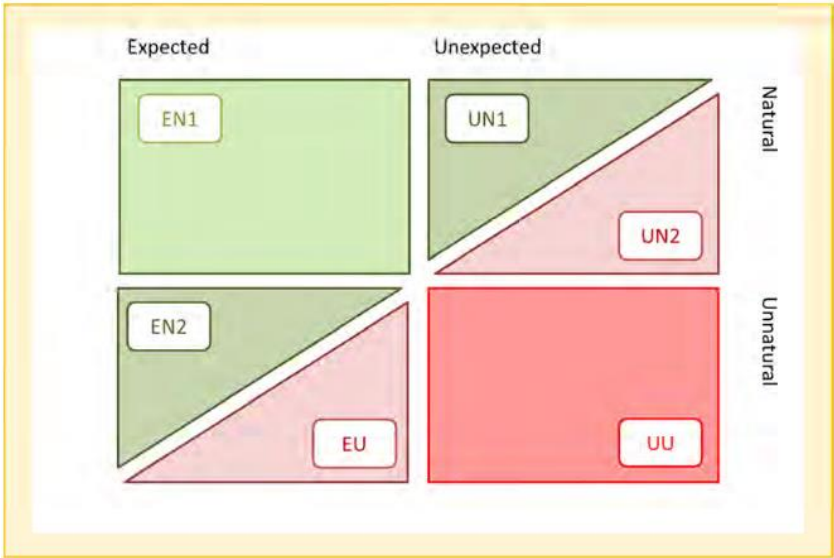 Expected
Unexpected
EN1
UN1
Natural
UN2
EN2
EU
UU
Unnatural